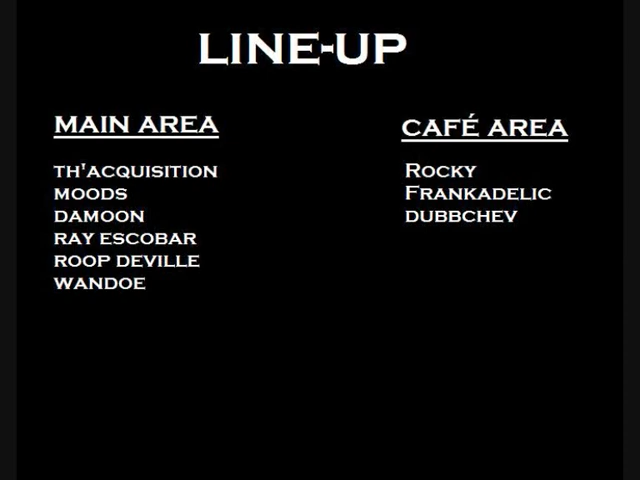 LINE-UP
MAIN AREA
TH'ACQUISITION
MOODS
DAMOON
RAY ESCOBAR
ROOP DEVILLE
WANDOE
CAFÉ AREA
ROCKY
FRANKADELIC
DUBBCHEV